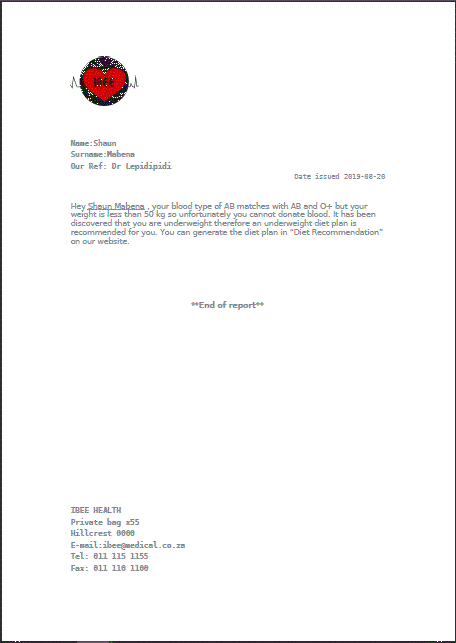 IBEE
Name:Shaun
Surname:Mabena
Our Ref: Dr Lepidipidi
Date issued 2019-08-20
Hey Shaun Mabena , your blood type of AB matches with AB and O+ but your
weight is less than 50 kg so unfortunately you cannot donate blood. It has been
discovered that you are underweight therefore an underweight diet plan is
recommended for you. You can generate the diet plan in "Diet Recommendation"
on our website.
**End of report**
IBEE HEALTH
Private bag x55
Hillcrest 0000
E-mail:ibee@medical.co.za
Tel: 011 115 1155
Fax: 011 110 1100